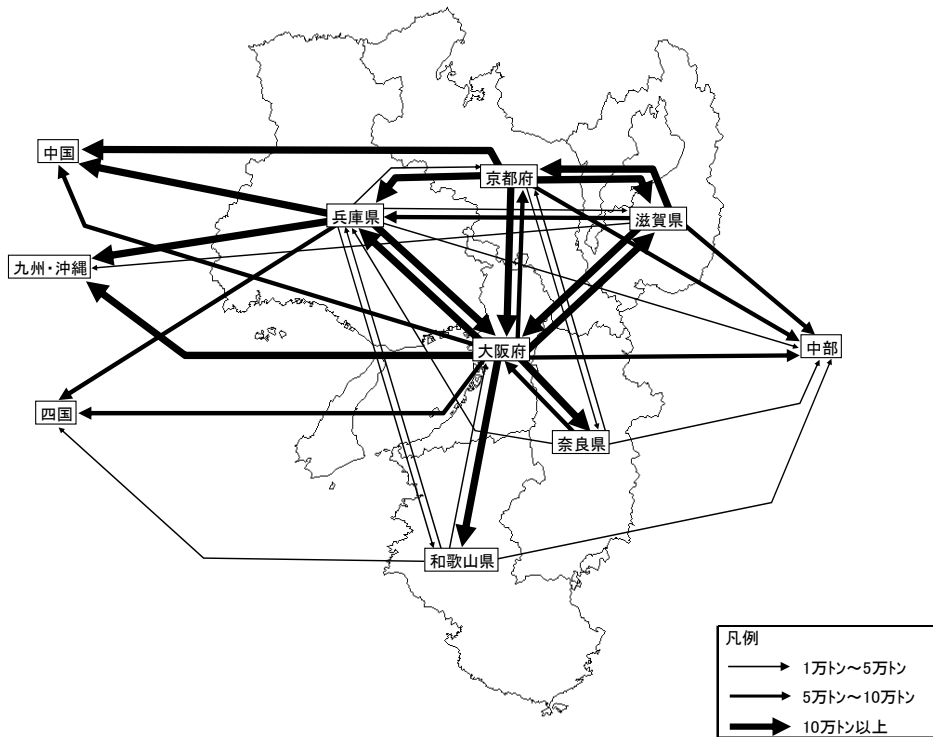 中国
京都府
兵庫県
滋賀県
九州・沖縄
大阪府
中部
四国
奈良県
和歌山県
凡例
1万トン～5万トン
5万トン～10万トン
10万トン以上